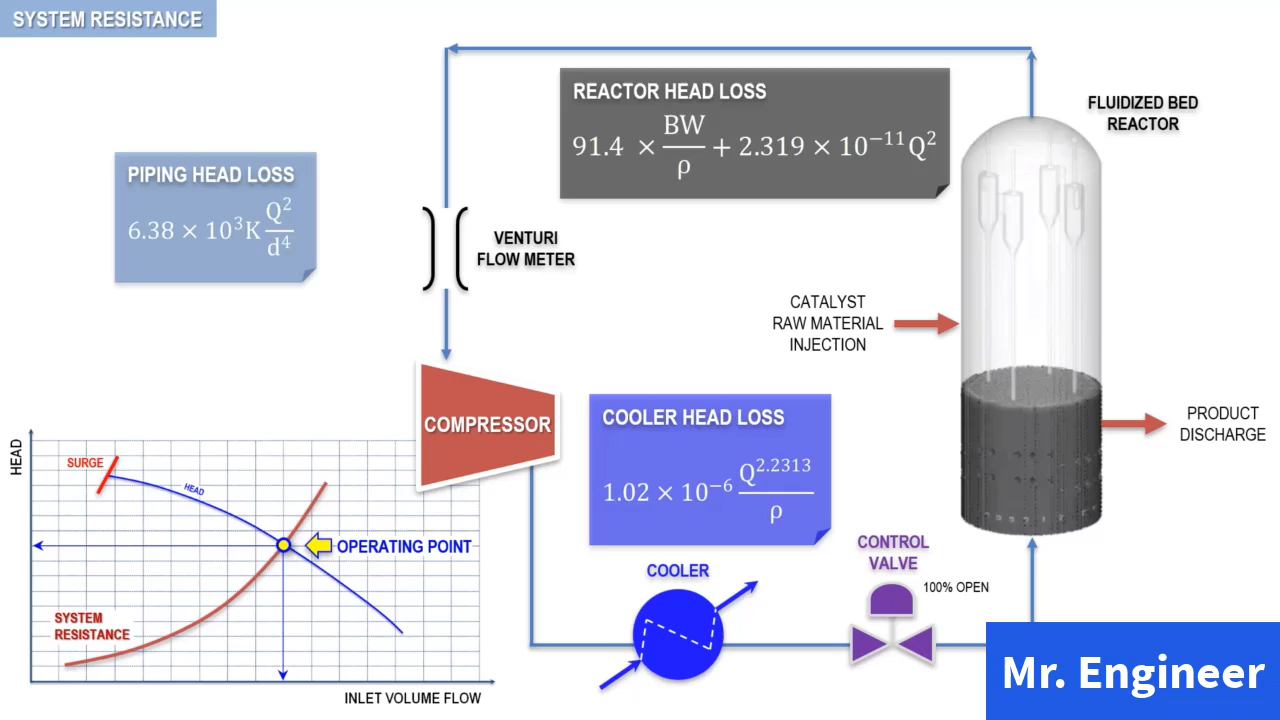 SYSTEM RESISTANCE
REACTOR HEAD LOSS
91.4 × BW/ρ + 2.319 × 10⁻¹¹Q²
FLUIDIZED BED
REACTOR
PIPING HEAD LOSS
6.38 × 10³K Q²/d⁴
VENTURI
FLOW METER
CATALYST
RAW MATERIAL
INJECTION
COMPRESSOR
COOLER HEAD LOSS
1.02 × 10⁻⁶ Q²·²³¹³/ρ
PRODUCT
DISCHARGE
HEAD
SURGE
HEAD
OPERATING POINT
SYSTEM
RESISTANCE
INLET VOLUME FLOW
COOLER
CONTROL
VALVE
100% OPEN
Mr. Engineer